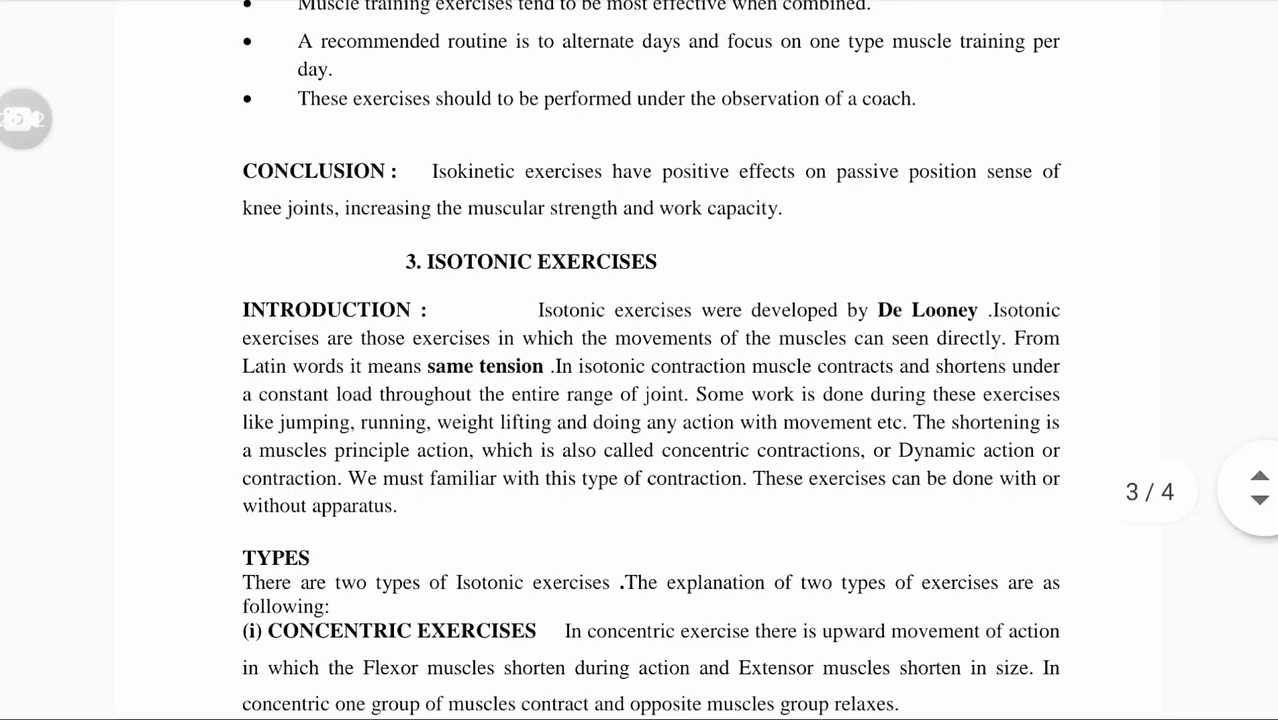 Muscle training exercises tend to be most effective when combined.
• A recommended routine is to alternate days and focus on one type muscle training per
day.
• These exercises should to be performed under the observation of a coach.
CONCLUSION : Isokinetic exercises have positive effects on passive position sense of
knee joints, increasing the muscular strength and work capacity.
3. ISOTONIC EXERCISES
INTRODUCTION : Isotonic exercises were developed by De Looney .Isotonic
exercises are those exercises in which the movements of the muscles can seen directly. From
Latin words it means same tension .In isotonic contraction muscle contracts and shortens under
a constant load throughout the entire range of joint. Some work is done during these exercises
like jumping, running, weight lifting and doing any action with movement etc. The shortening is
a muscles principle action, which is also called concentric contractions, or Dynamic action or
contraction. We must familiar with this type of contraction. These exercises can be done with or
without apparatus.
3 / 4
TYPES
There are two types of Isotonic exercises .The explanation of two types of exercises are as
following:
(i) CONCENTRIC EXERCISES In concentric exercise there is upward movement of action
in which the Flexor muscles shorten during action and Extensor muscles shorten in size. In
concentric one group of muscles contract and opposite muscles group relaxes.